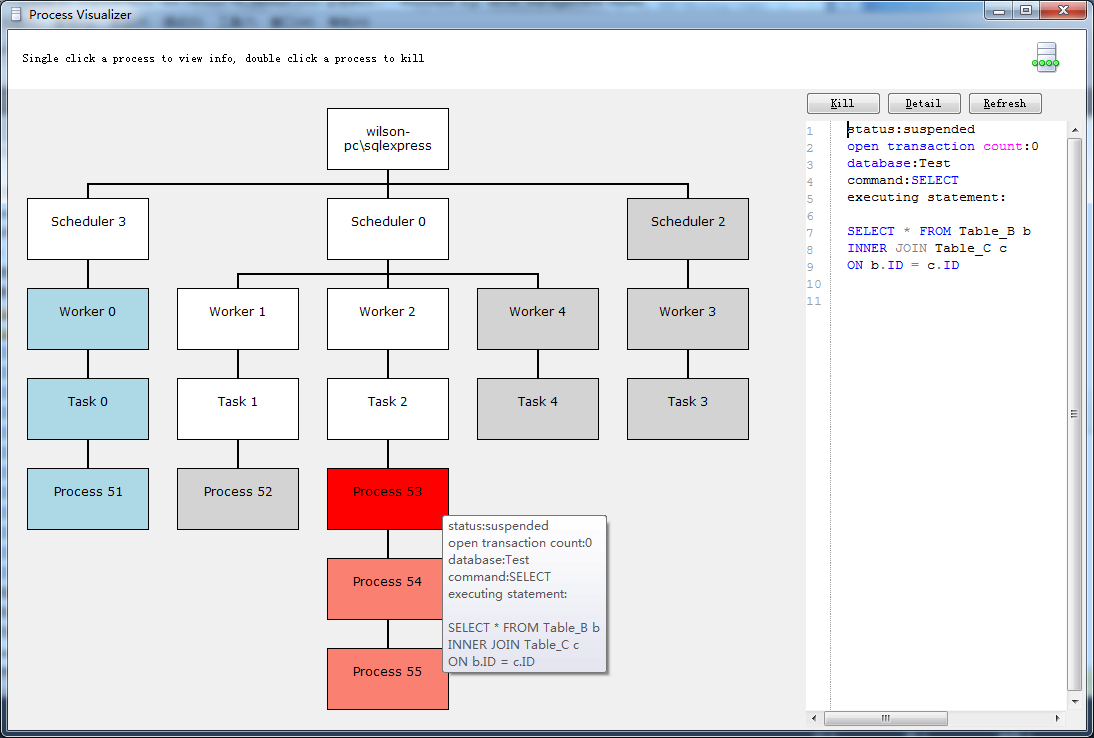 Process Visualizer
Single click a process to view info, double click a process to kill
Kill
Detail
Refresh
wilson-
pc\sqlexpress
Scheduler 3
Scheduler 0
Scheduler 2
Worker 0
Worker 1
Worker 2
Worker 4
Worker 3
Task 0
Task 1
Task 2
Task 4
Task 3
Process 51
Process 52
Process 53
Process 54
Process 55
status:suspended
open transaction count:0
database:Test
command:SELECT
executing statement:
SELECT * FROM Table_B b
INNER JOIN Table_C c
ON b.ID = c.ID
1 status:suspended
2 open transaction count:0
3 database:Test
4 command:SELECT
5 executing statement:
6
7 SELECT * FROM Table_B b
8 INNER JOIN Table_C c
9 ON b.ID = c.ID
10
11